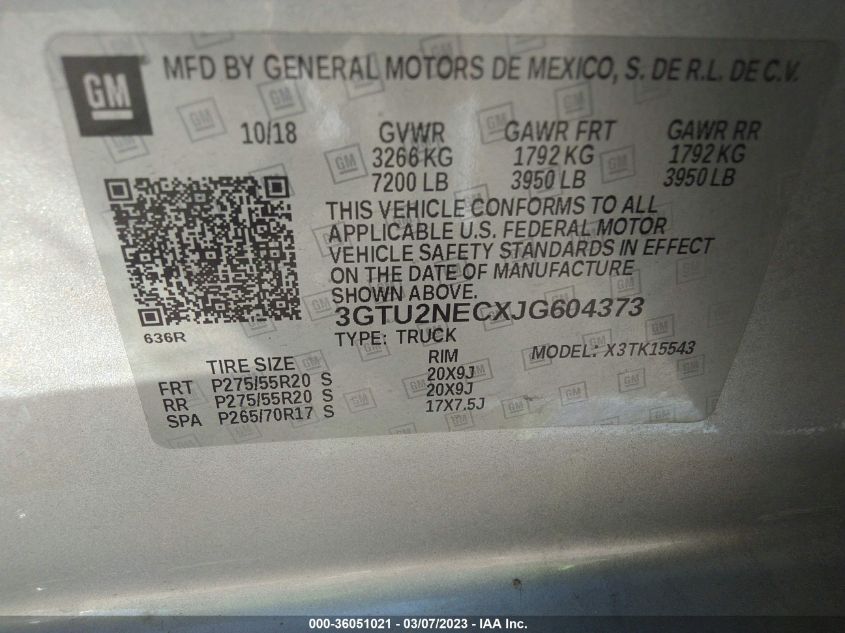 GM MFD BY GENERAL MOTORS DE MEXICO, S. DE R.L. DE C.V.
10/18 GVWR GAWR FRT GAWR RR
3266 KG 1792 KG 1792 KG
7200 LB 3950 LB 3950 LB
THIS VEHICLE CONFORMS TO ALL
APPLICABLE U.S. FEDERAL MOTOR
VEHICLE SAFETY STANDARDS IN EFFECT
ON THE DATE OF MANUFACTURE
SHOWN ABOVE.
3GTU2NECXJG604373
636R TYPE: TRUCK
MODEL: X3TK15543
TIRE SIZE RIM
FRT P275/55R20 S 20X9J
RR P275/55R20 S 20X9J
SPA P265/70R17 S 17X7.5J
000-36051021 - 03/07/2023 - IAA Inc.